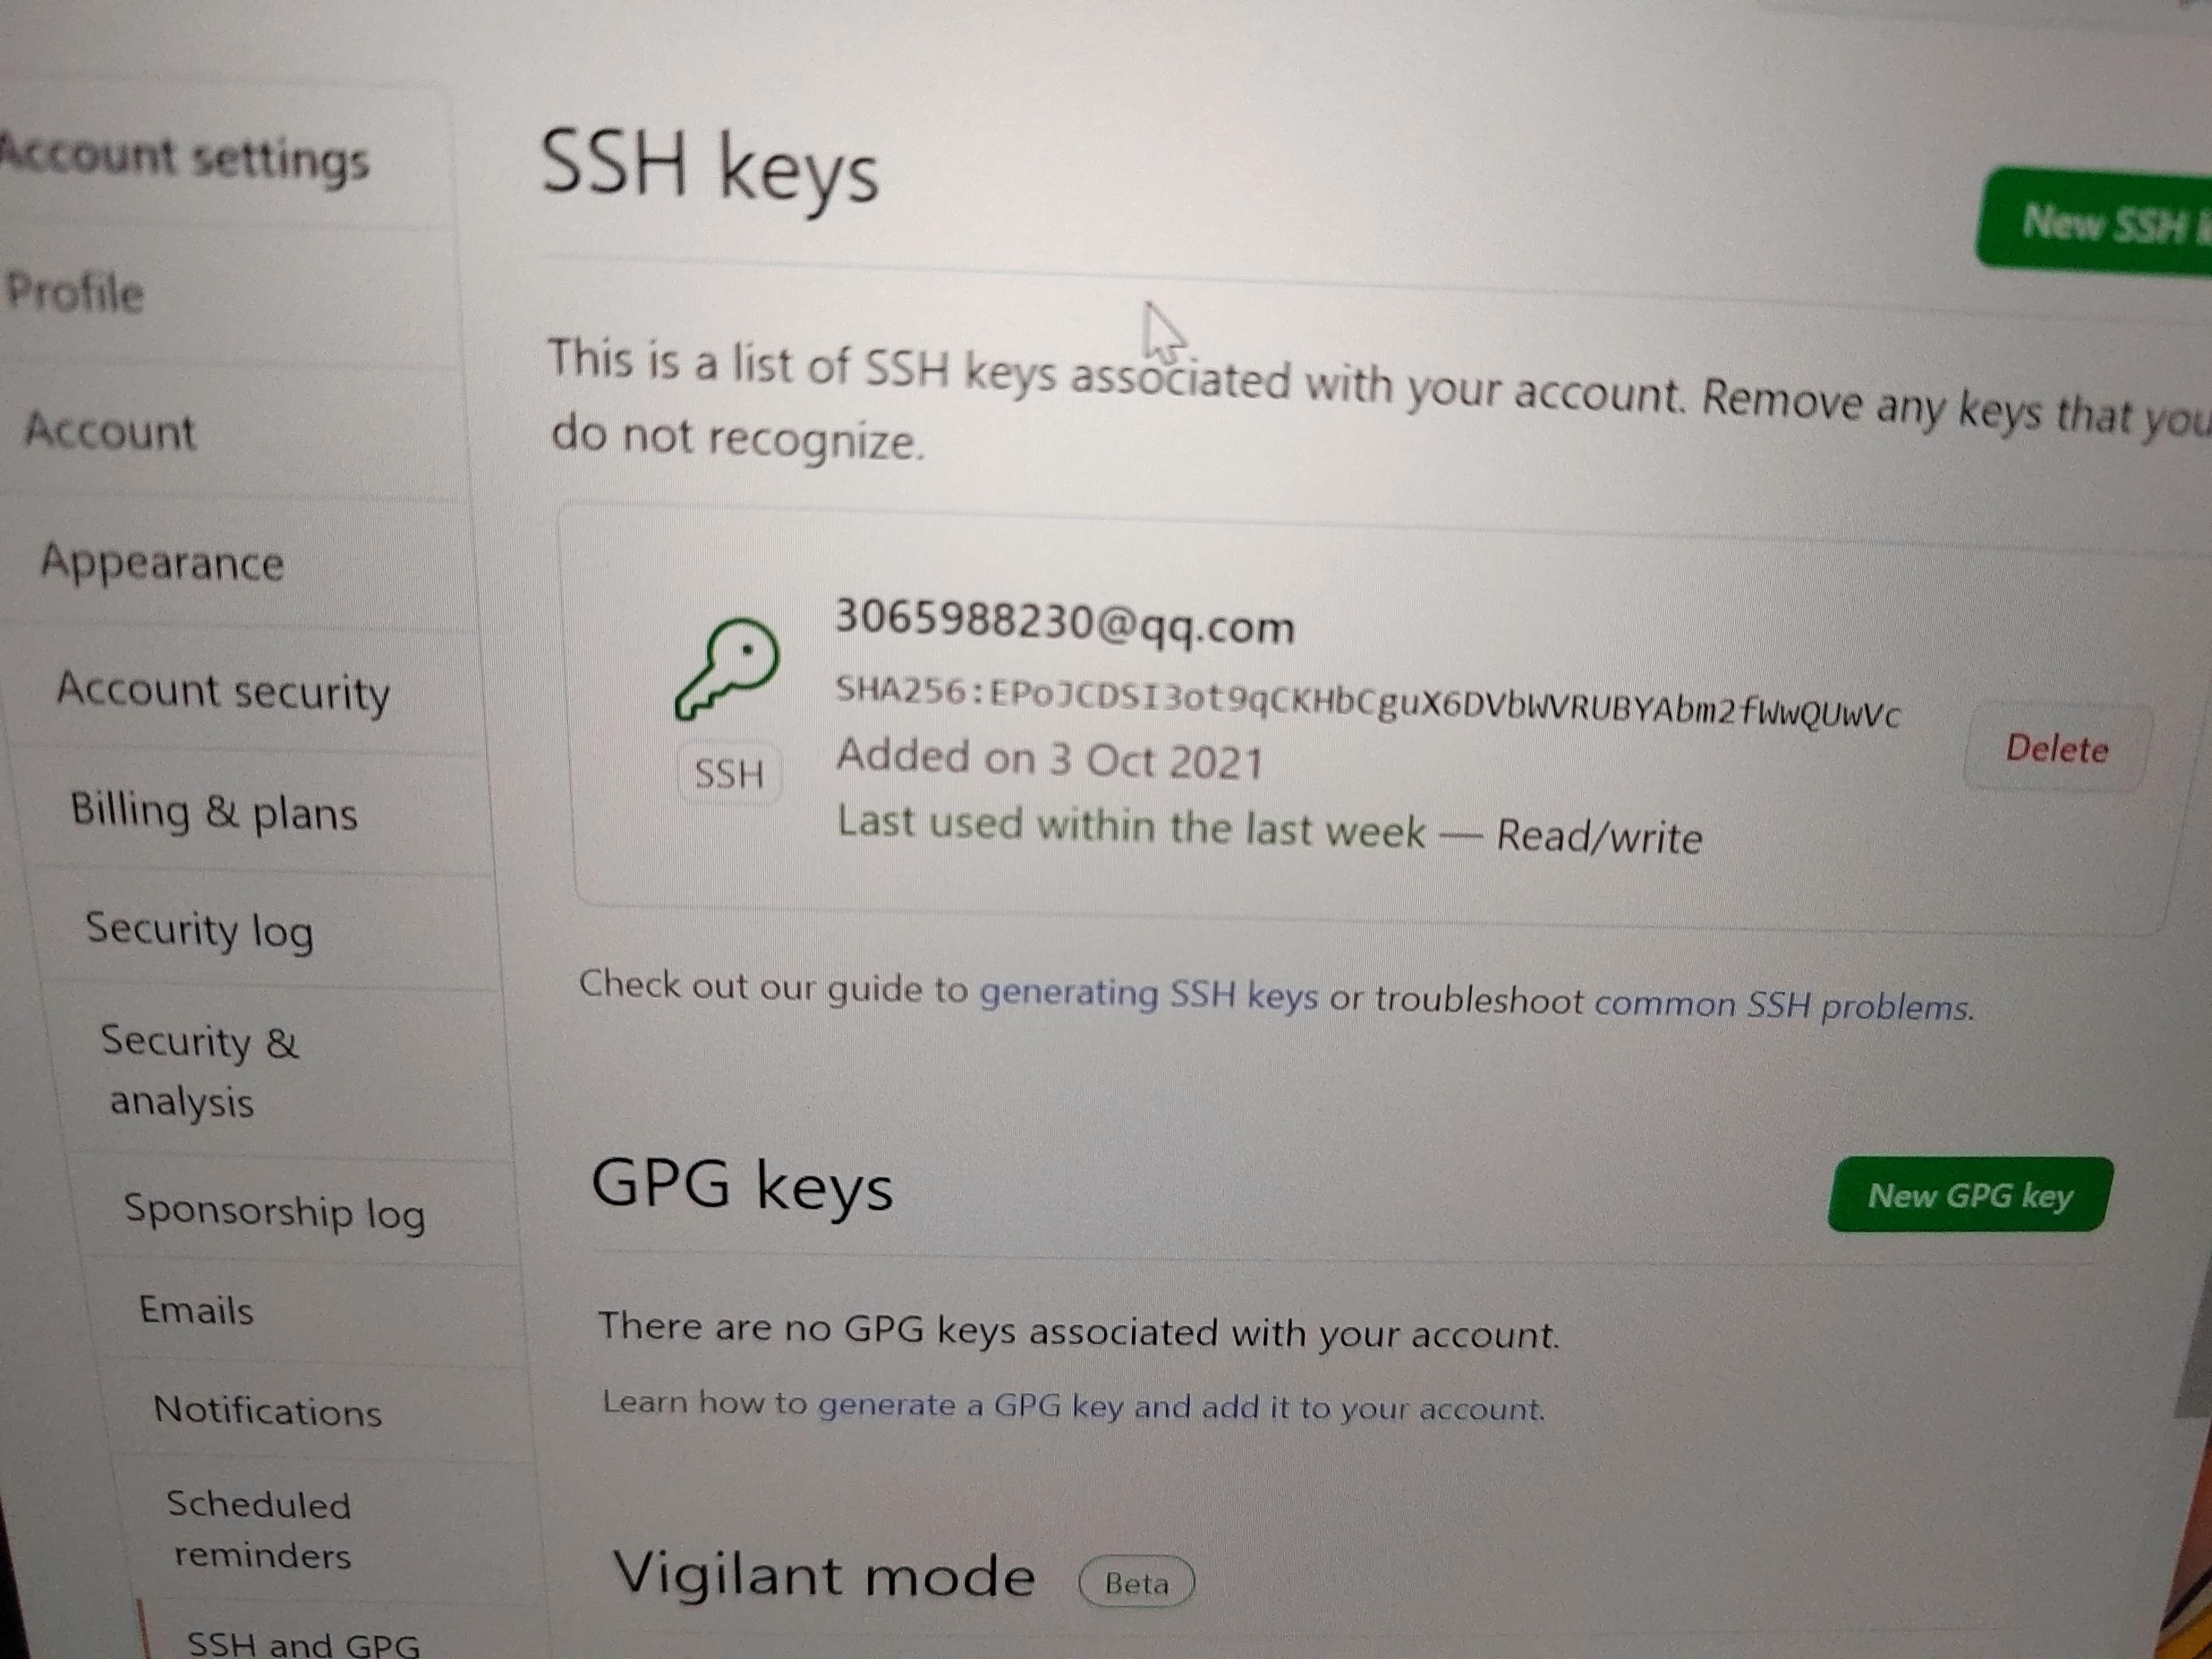 Account settings
Profile
Account
Appearance
Account security
Billing & plans
Security log
Security &
analysis
Sponsorship log
Emails
Notifications
Scheduled
reminders
SSH and GPG
SSH keys
New SSH
This is a list of SSH keys associated with your account. Remove any keys that you
do not recognize.
3065988230@qq.com
SHA256:EPoJCDSI3ot9qCKHbCguX6DVbWVRUBYAbm2fWwQUwVc
SSH
Added on 3 Oct 2021
Last used within the last week — Read/write
Delete
Check out our guide to generating SSH keys or troubleshoot common SSH problems.
GPG keys
New GPG key
There are no GPG keys associated with your account.
Learn how to generate a GPG key and add it to your account.
Vigilant mode Beta